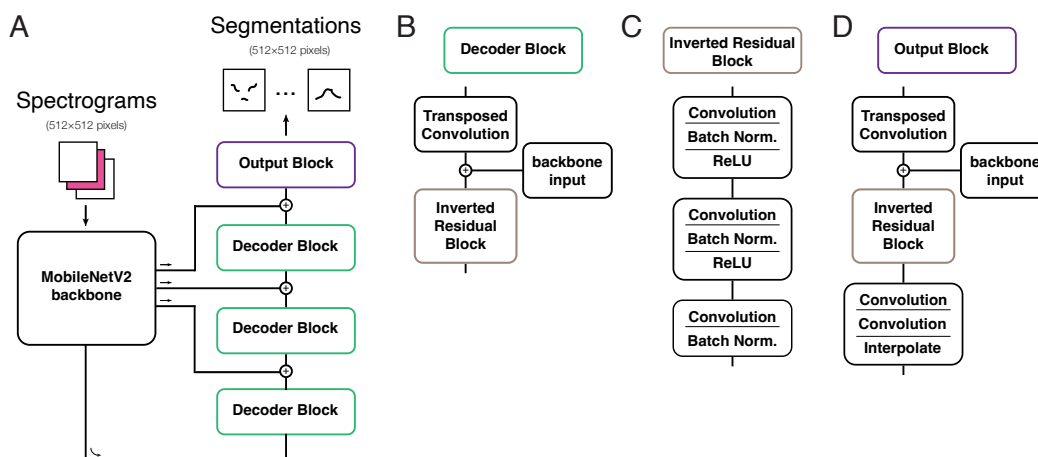 A
Segmentations
(512×512 pixels)
...
Spectrograms
(512×512 pixels)
Output Block
+
Decoder Block
MobileNetV2
backbone
+
Decoder Block
+
Decoder Block
B
Decoder Block
Transposed
Convolution
+
backbone
input
Inverted
Residual
Block
C
Inverted Residual
Block
Convolution
Batch Norm.
ReLU
Convolution
Batch Norm.
ReLU
Convolution
Batch Norm.
D
Output Block
Transposed
Convolution
+
backbone
input
Inverted
Residual
Block
Convolution
Convolution
Interpolate